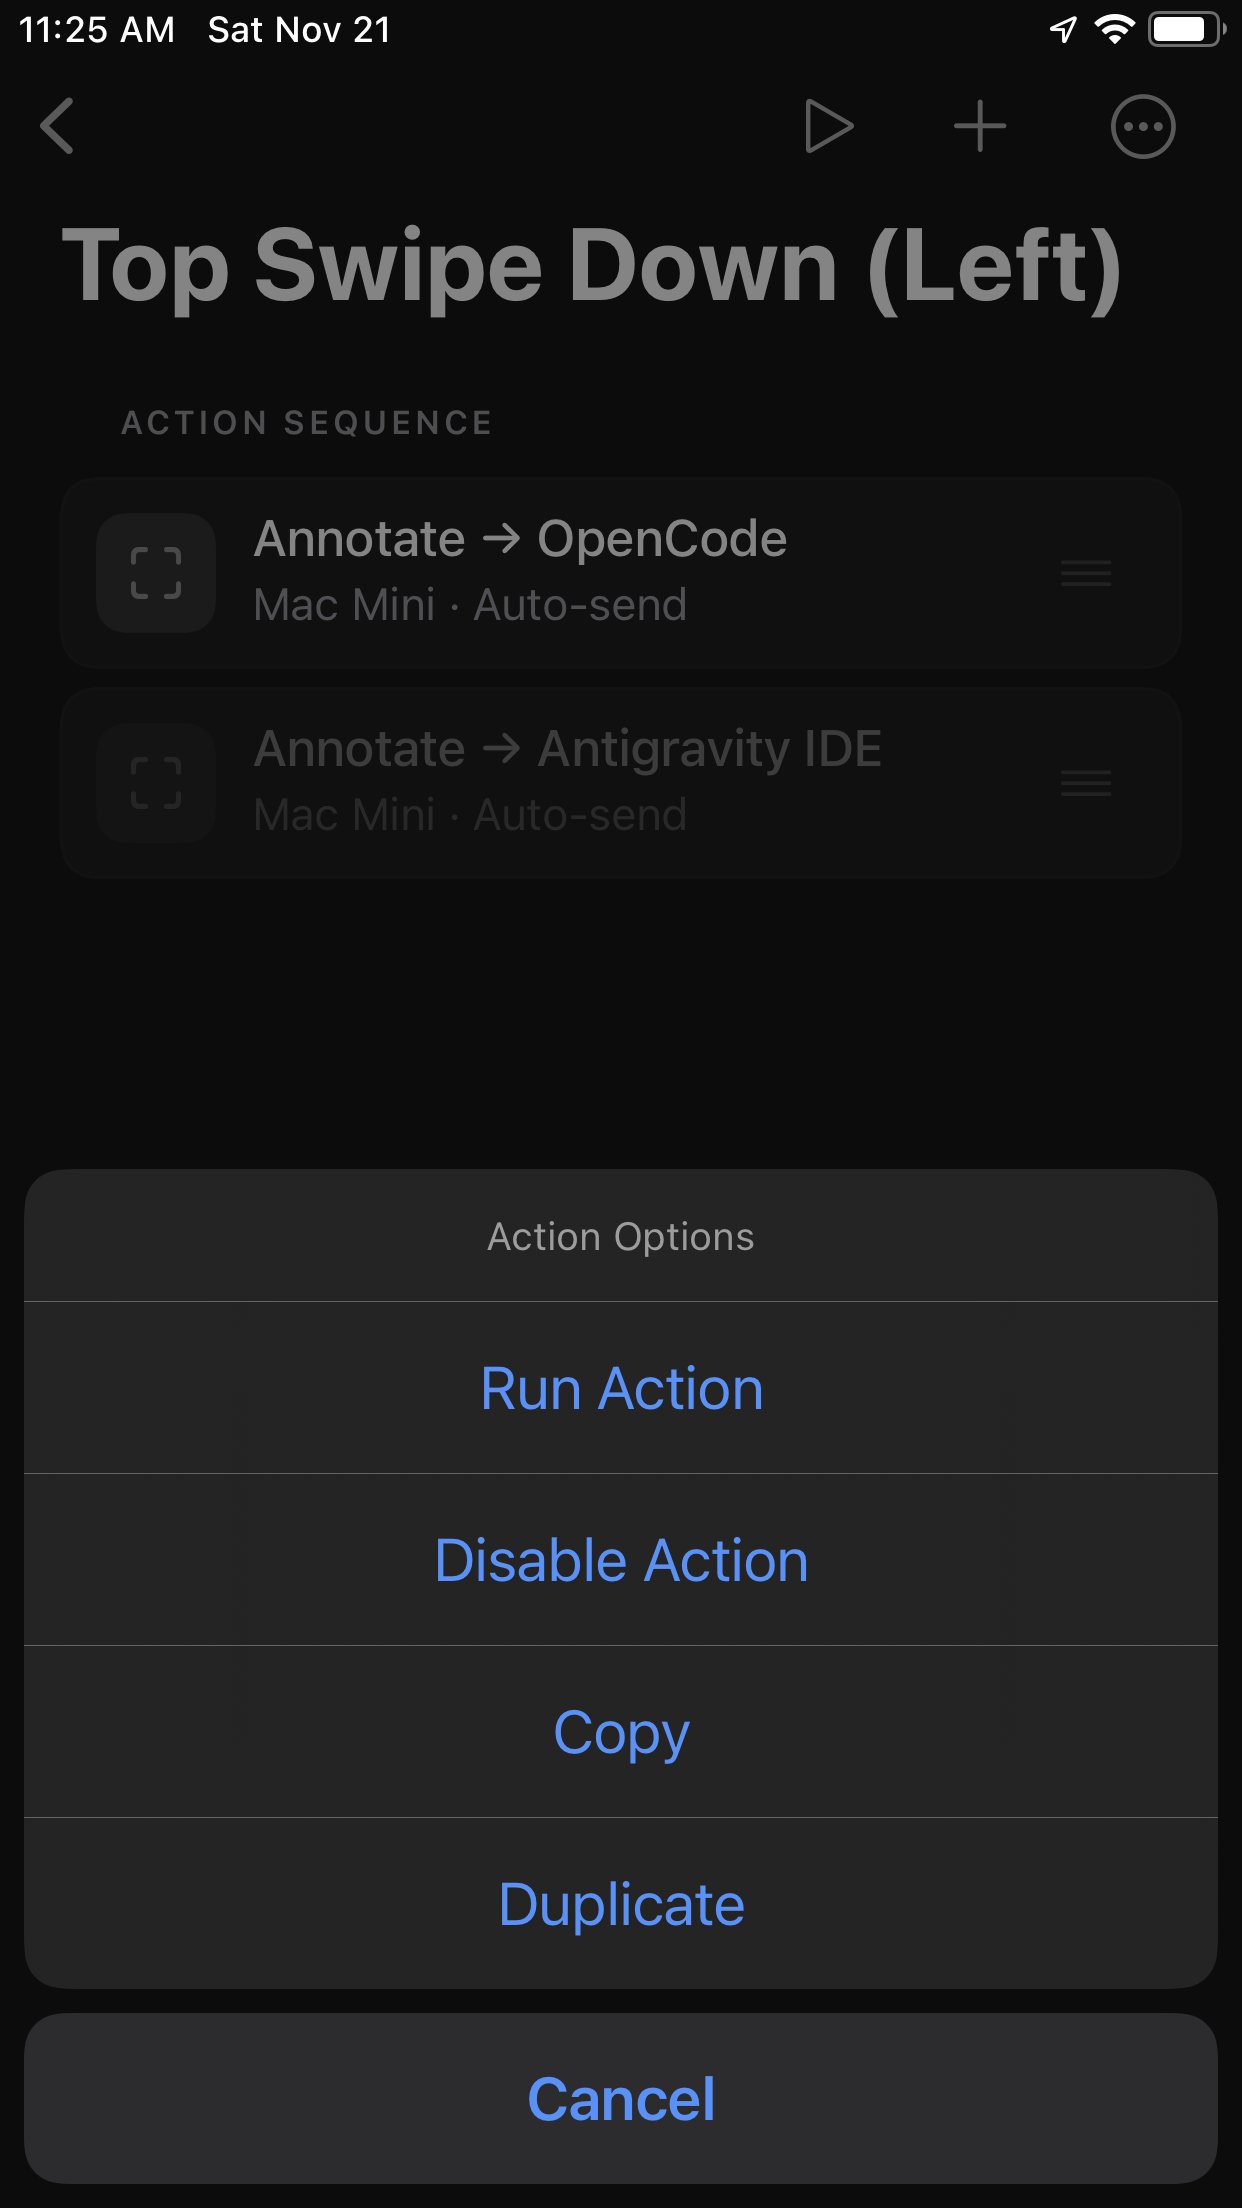 11:25 AM Sat Nov 21
Top Swipe Down (Left)
ACTION SEQUENCE
Annotate → OpenCode
Mac Mini · Auto-send
Annotate → Antigravity IDE
Mac Mini · Auto-send
Action Options
Run Action
Disable Action
Copy
Duplicate
Cancel